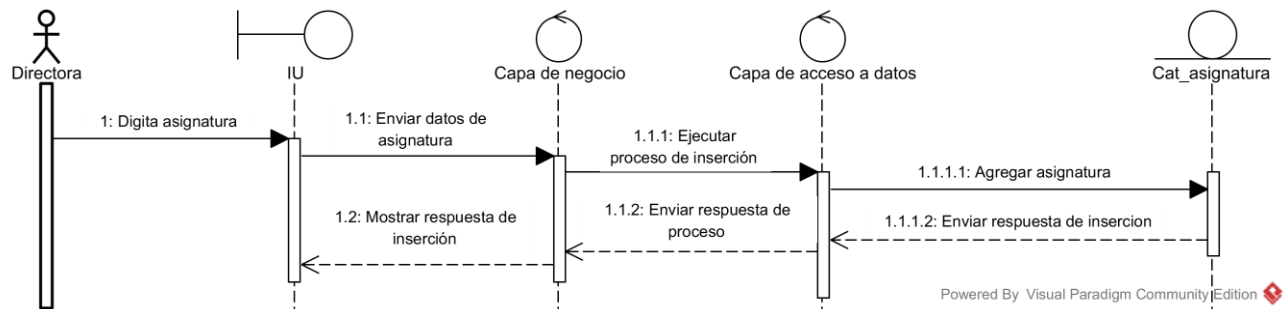 Directora
IU
Capa de negocio
Capa de acceso a datos
Cat_asignatura
1: Digita asignatura
1.1: Enviar datos de
asignatura
1.1.1: Ejecutar
proceso de inserción
1.1.1.1: Agregar asignatura
1.2: Mostrar respuesta de
inserción
1.1.2: Enviar respuesta de
proceso
1.1.1.2: Enviar respuesta de insercion
Powered By Visual Paradigm Community Edition